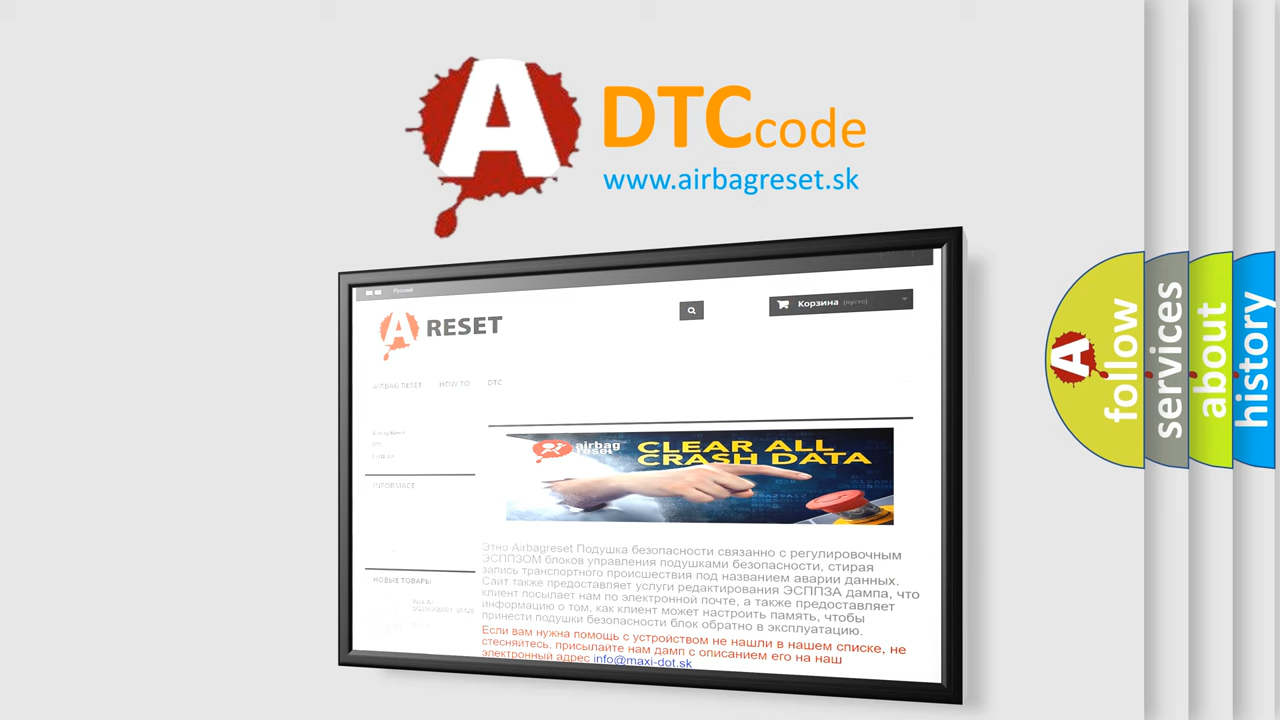 A DTCcode
www.airbagreset.sk
Русский
A RESET
Корзина (пусто)
AIRBAG RESET HOW TO DTC
Airbag Reset
DTC
INFORMACE
airbag
reset
CLEAR ALL
CRASH DATA
Этно Airbagreset Подушка безопасности связанно с регулировочным
ЭСППЗОМ блоков управления подушками безопасности, стирая
запись транспортного происшествия под названием аварии данных.
Сайт также предоставляет услуги редактирования ЭСППЗА дампа, что
клиент посылает нам по электронной почте, а также предоставляет
информацию о том, как клиент может настроить память, чтобы
принести подушки безопасности блок обратно в эксплуатацию.
Если вам нужна помощь с устройством не нашли в нашем списке, не
стесняйтесь, присылайте нам дамп с описанием его на наш
электронный адрес info@maxi-dot.sk
НОВЫЕ ТОВАРЫ
A follow
services
about
history